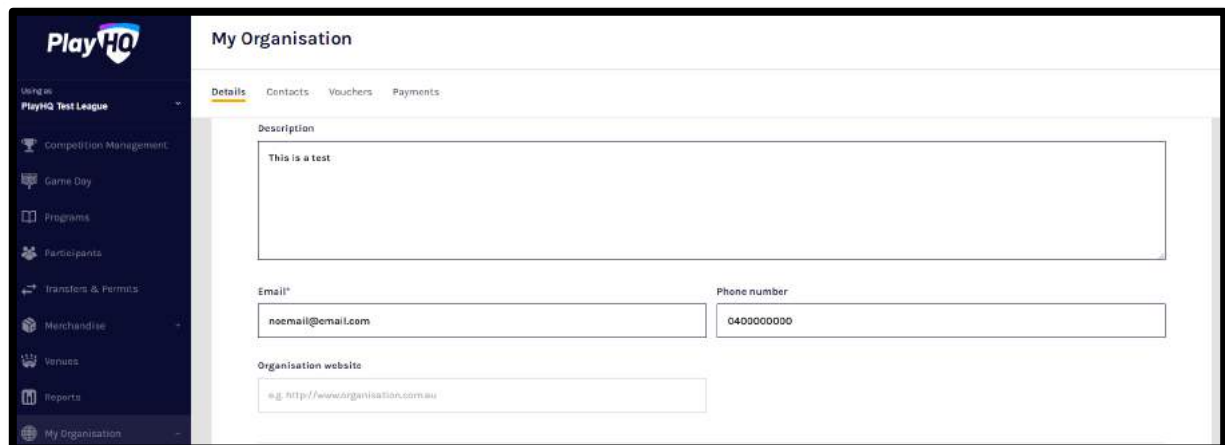 PlayHQ
My Organisation
Using as
PlayHQ Test League
Details Contacts Vouchers Payments
Competition Management
Game Day
Programs
Participants
Transfers & Permits
Merchandise
Venues
Reports
My Organisation
Description
This is a test
Email* Phone number
noemail@email.com 0400000000
Organisation website
e.g. http://www.organisation.com.au